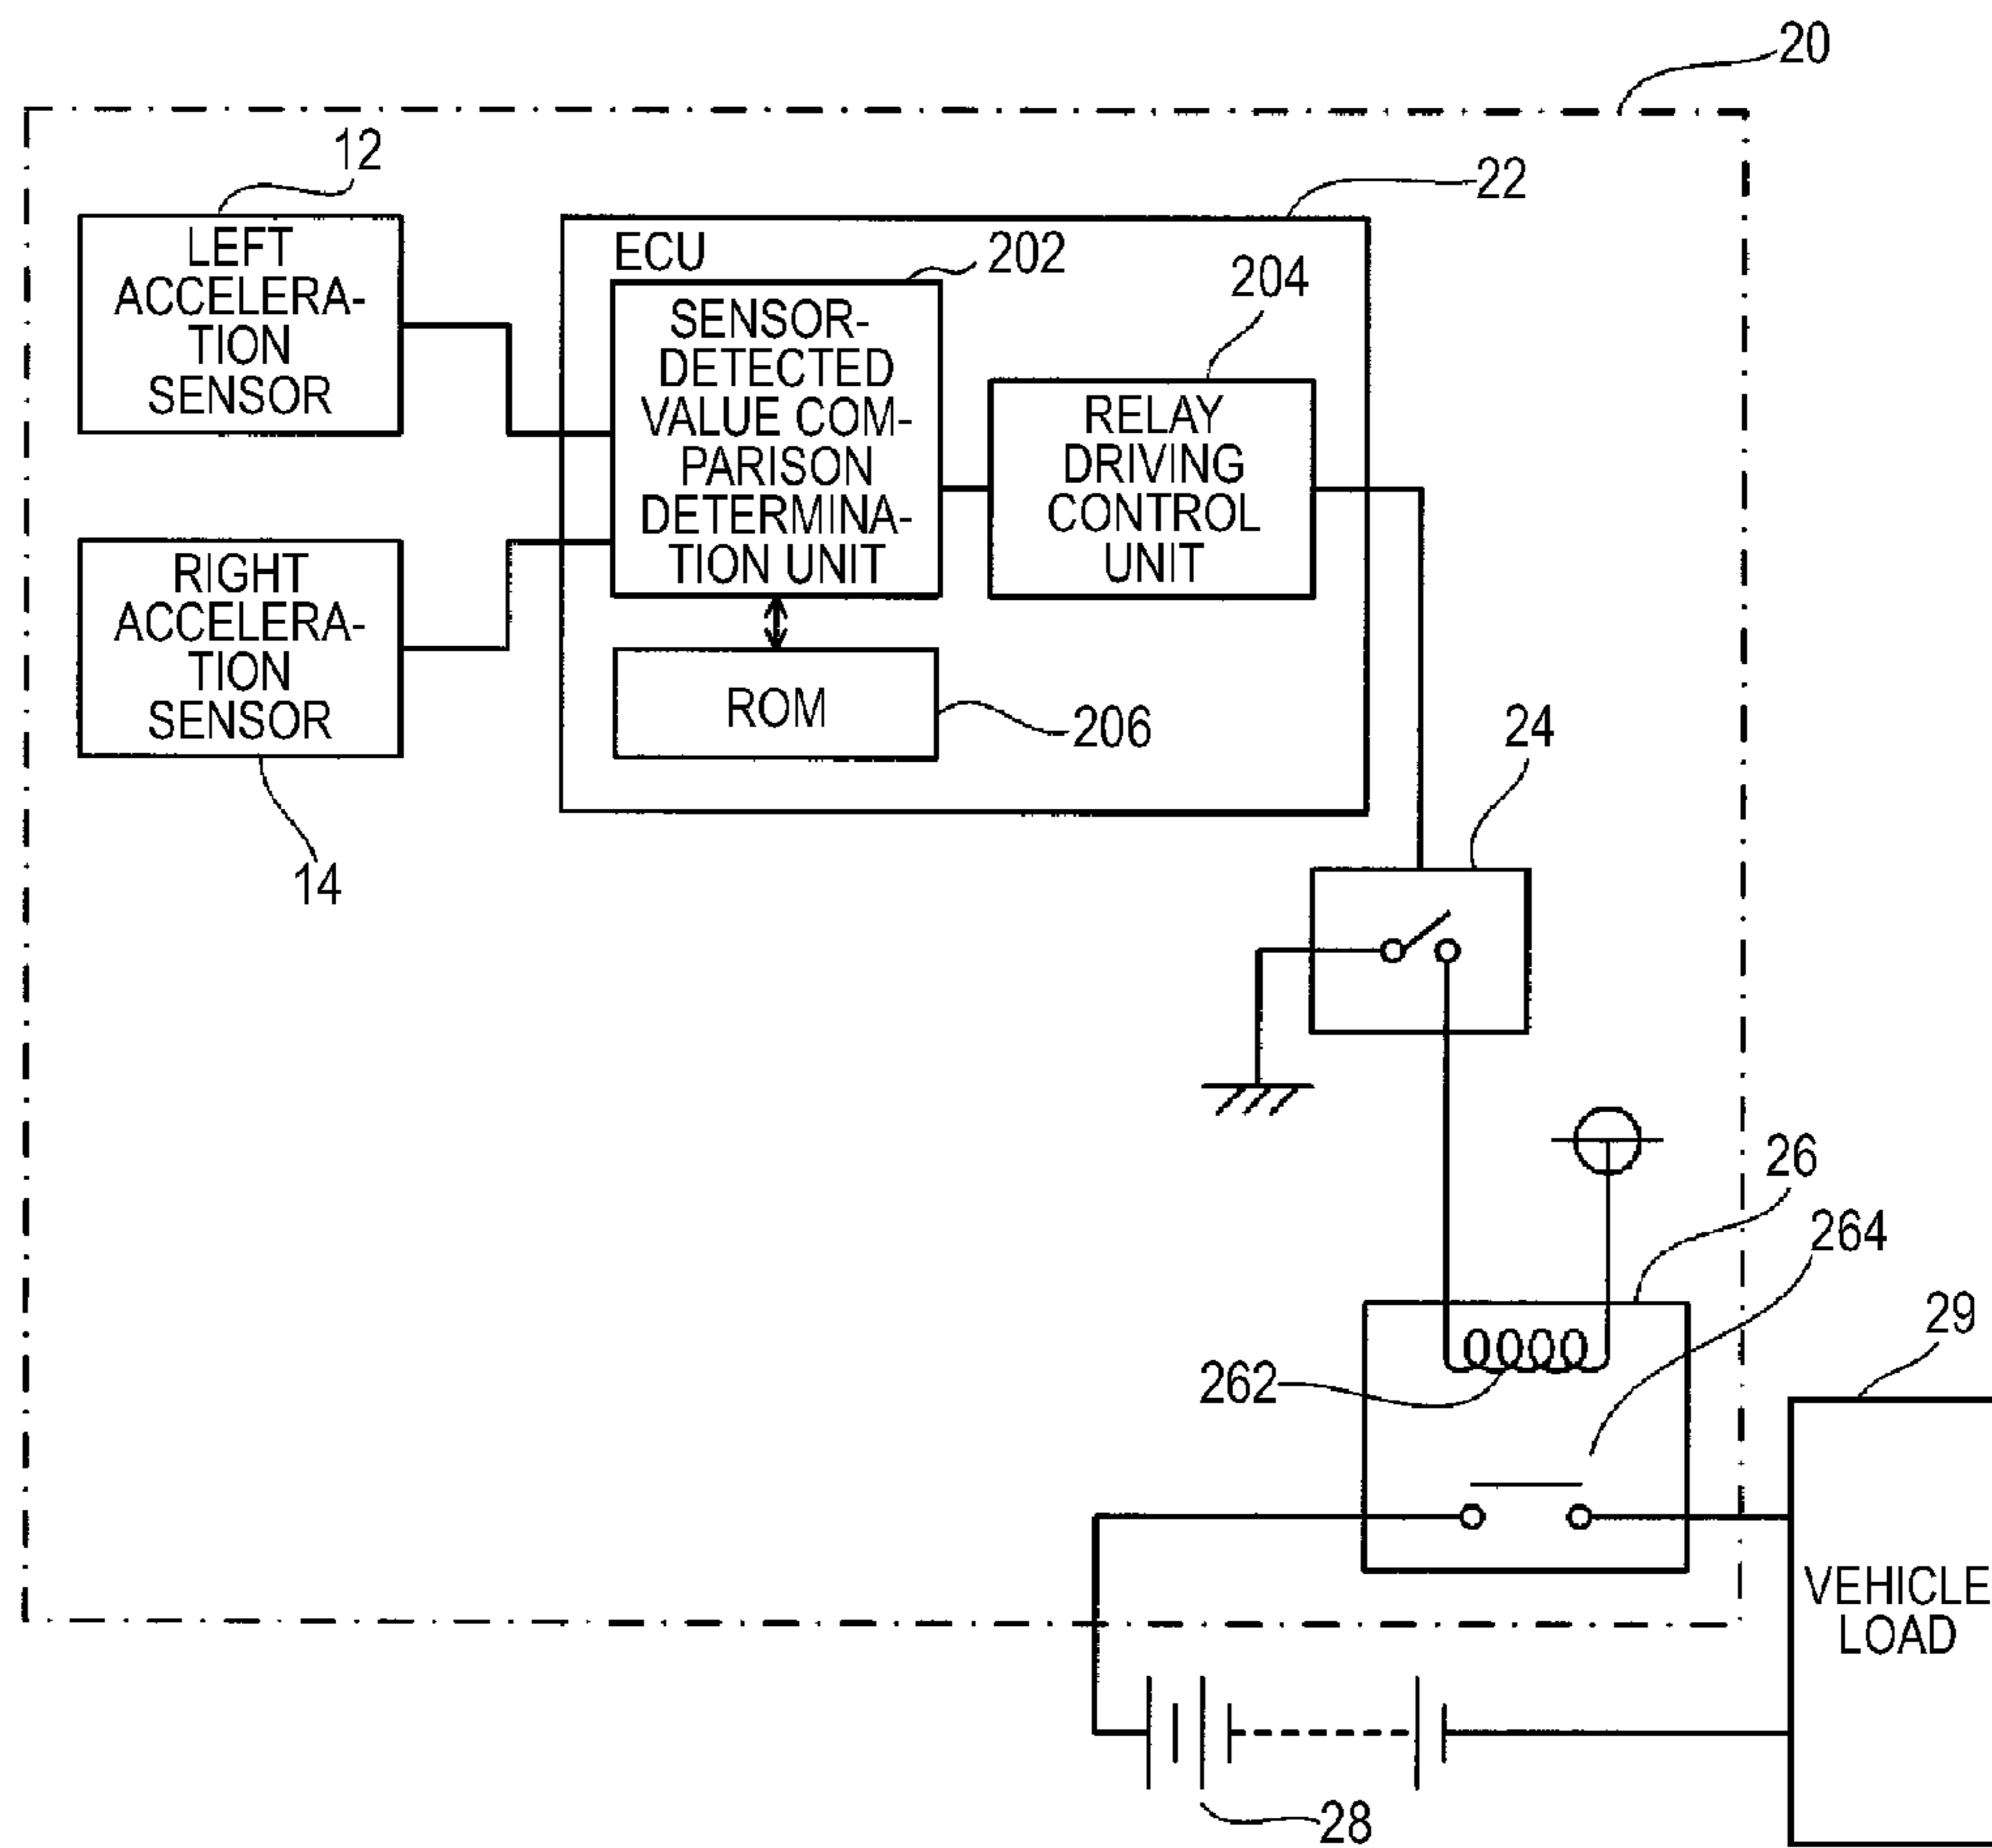 20
12
22
LEFT
ACCELERA-
TION
SENSOR
ECU
202
204
SENSOR-
DETECTED
VALUE COM-
PARISON
DETERMINA-
TION UNIT
RELAY
DRIVING
CONTROL
UNIT
RIGHT
ACCELERA-
TION
SENSOR
ROM
206
14
24
26
264
262
29
VEHICLE
LOAD
28